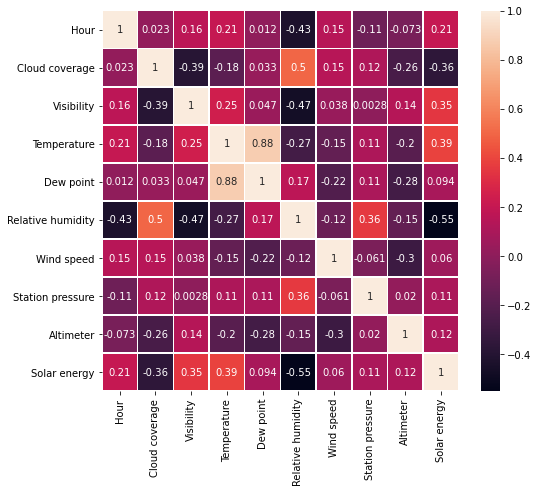 Hour 1 0.023 0.16 0.21 0.012 -0.43 0.15 -0.11 -0.073 0.21
Cloud coverage 0.023 1 -0.39 -0.18 0.033 0.5 0.15 0.12 -0.26 -0.36
Visibility 0.16 -0.39 1 0.25 0.047 -0.47 0.038 0.0028 0.14 0.35
Temperature 0.21 -0.18 0.25 1 0.88 -0.27 -0.15 0.11 -0.2 0.39
Dew point 0.012 0.033 0.047 0.88 1 0.17 -0.22 0.11 -0.28 0.094
Relative humidity -0.43 0.5 -0.47 -0.27 0.17 1 -0.12 0.36 -0.15 -0.55
Wind speed 0.15 0.15 0.038 -0.15 -0.22 -0.12 1 -0.061 -0.3 0.06
Station pressure -0.11 0.12 0.0028 0.11 0.11 0.36 -0.061 1 0.02 0.11
Altimeter -0.073 -0.26 0.14 -0.2 -0.28 -0.15 -0.3 0.02 1 0.12
Solar energy 0.21 -0.36 0.35 0.39 0.094 -0.55 0.06 0.11 0.12 1
Hour
Cloud coverage
Visibility
Temperature
Dew point
Relative humidity
Wind speed
Station pressure
Altimeter
Solar energy
1.0
0.8
0.6
0.4
0.2
0.0
−0.2
−0.4